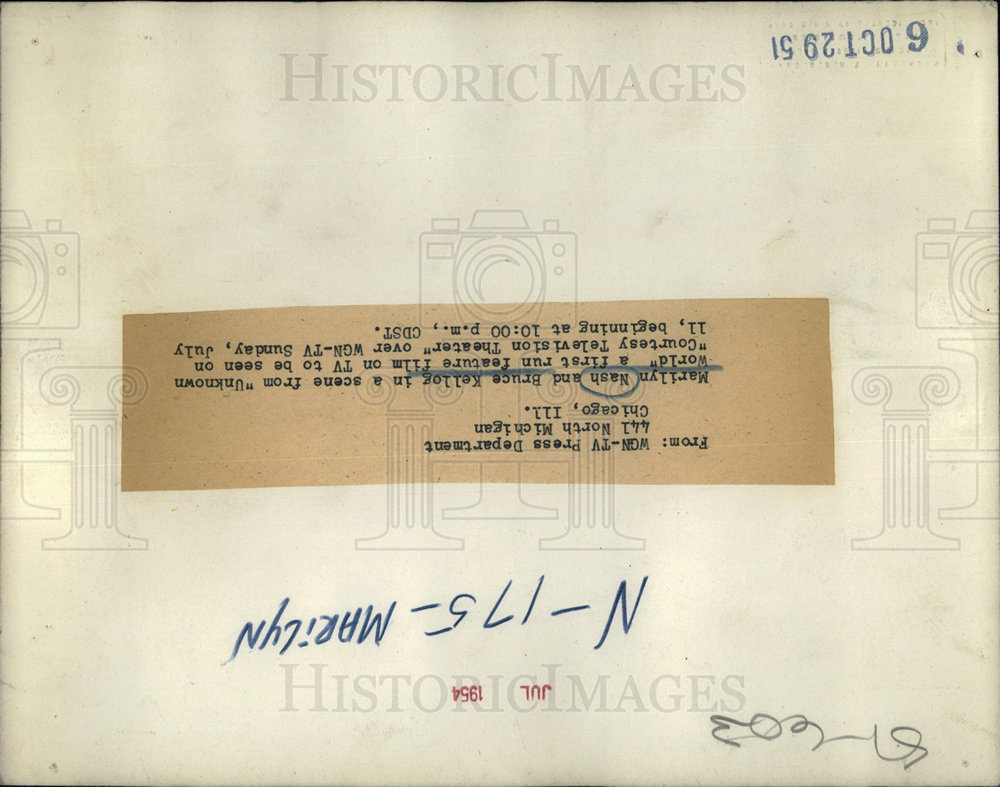 HISTORICIMAGES
JUL 1954
N-175- MARILYN
From: WGN-TV Press Department
441 North Michigan
Chicago, Ill.
Marilyn Nash and Bruce Kellog in a scene from "Unknown
World" a first run feature film on TV to be seen on
"Courtesy Television Theater" over WGN-TV Sunday, July
11, beginning at 10:00 p.m., CDST.
HISTORICIMAGES
OCT 29 51